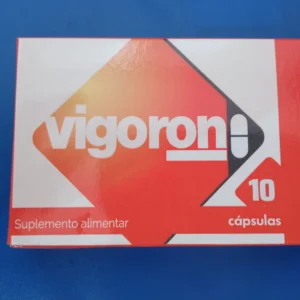 vigoron
10
Suplemento alimentar
cápsulas